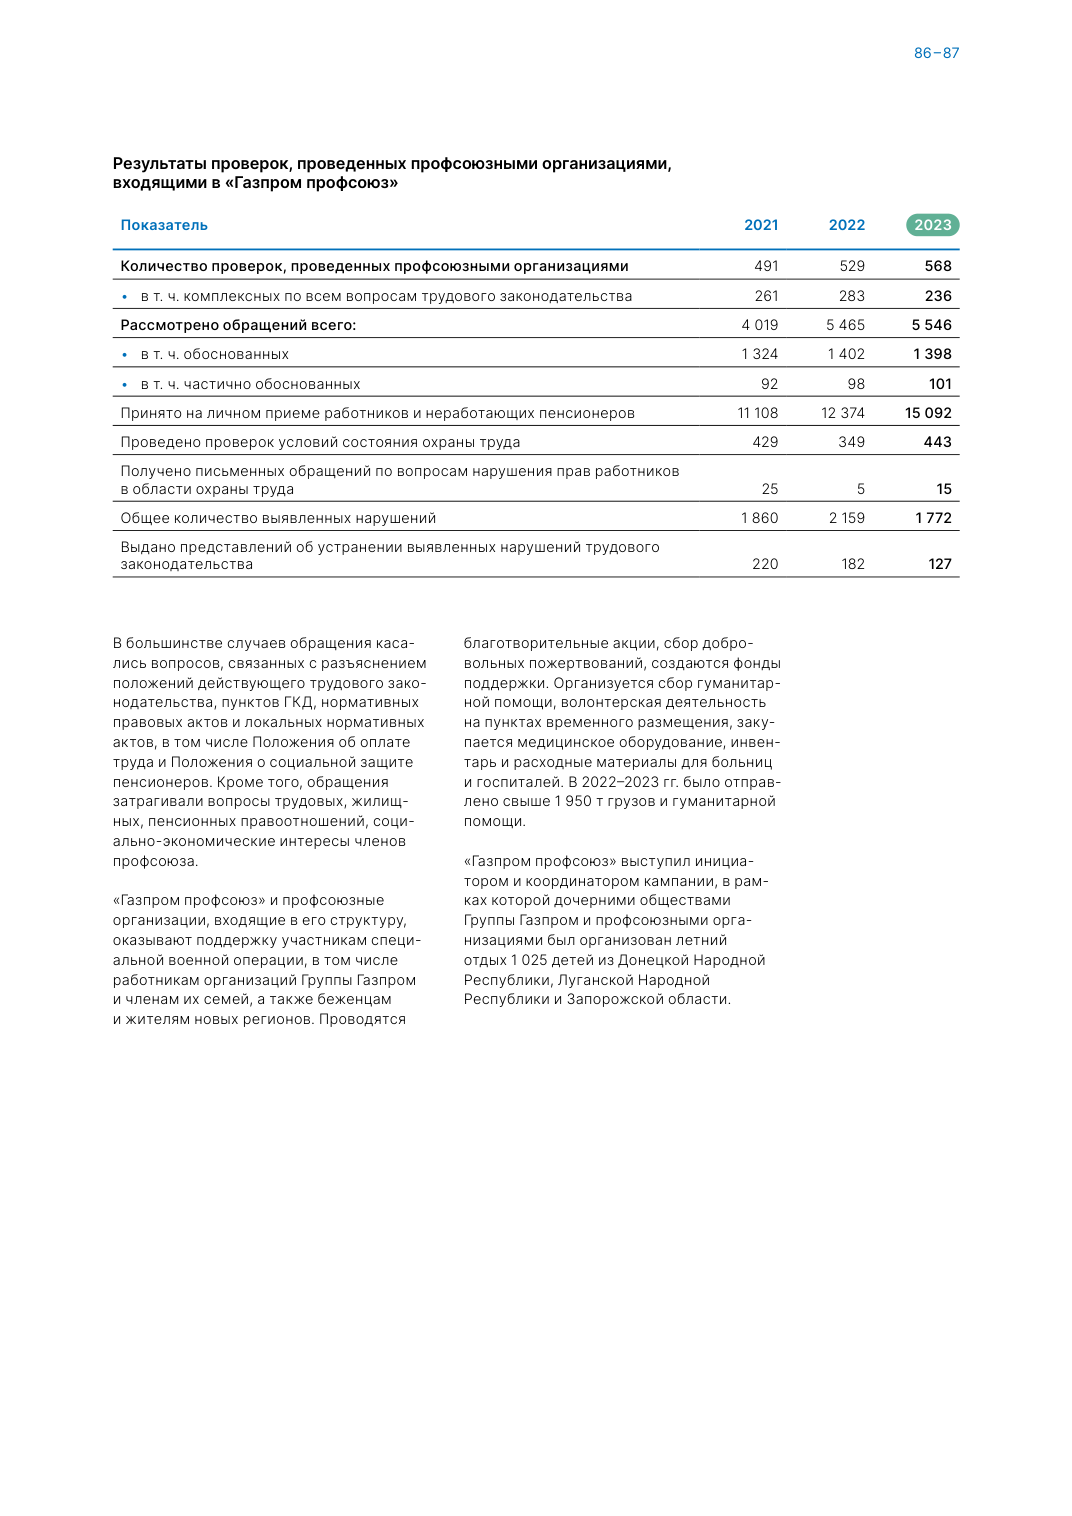 86–87
Результаты проверок, проведенных профсоюзными организациями,
входящими в «Газпром профсоюз»
Показатель 2021 2022 2023
Количество проверок, проведенных профсоюзными организациями 491 529 568
• в т. ч. комплексных по всем вопросам трудового законодательства 261 283 236
Рассмотрено обращений всего: 4 019 5 465 5 546
• в т. ч. обоснованных 1 324 1 402 1 398
• в т. ч. частично обоснованных 92 98 101
Принято на личном приеме работников и неработающих пенсионеров 11 108 12 374 15 092
Проведено проверок условий состояния охраны труда 429 349 443
Получено письменных обращений по вопросам нарушения прав работников
в области охраны труда 25 5 15
Общее количество выявленных нарушений 1 860 2 159 1 772
Выдано представлений об устранении выявленных нарушений трудового
законодательства 220 182 127
В большинстве случаев обращения каса-
лись вопросов, связанных с разъяснением
положений действующего трудового зако-
нодательства, пунктов ГКД, нормативных
правовых актов и локальных нормативных
актов, в том числе Положения об оплате
труда и Положения о социальной защите
пенсионеров. Кроме того, обращения
затрагивали вопросы трудовых, жилищ-
ных, пенсионных правоотношений, соци-
ально-экономические интересы членов
профсоюза.
«Газпром профсоюз» и профсоюзные
организации, входящие в его структуру,
оказывают поддержку участникам специ-
альной военной операции, в том числе
работникам организаций Группы Газпром
и членам их семей, а также беженцам
и жителям новых регионов. Проводятся
благотворительные акции, сбор добро-
вольных пожертвований, создаются фонды
поддержки. Организуется сбор гуманитар-
ной помощи, волонтерская деятельность
на пунктах временного размещения, заку-
пается медицинское оборудование, инвен-
тарь и расходные материалы для больниц
и госпиталей. В 2022–2023 гг. было отправ-
лено свыше 1 950 т грузов и гуманитарной
помощи.
«Газпром профсоюз» выступил инициа-
тором и координатором кампании, в рам-
ках которой дочерними обществами
Группы Газпром и профсоюзными орга-
низациями был организован летний
отдых 1 025 детей из Донецкой Народной
Республики, Луганской Народной
Республики и Запорожской области.